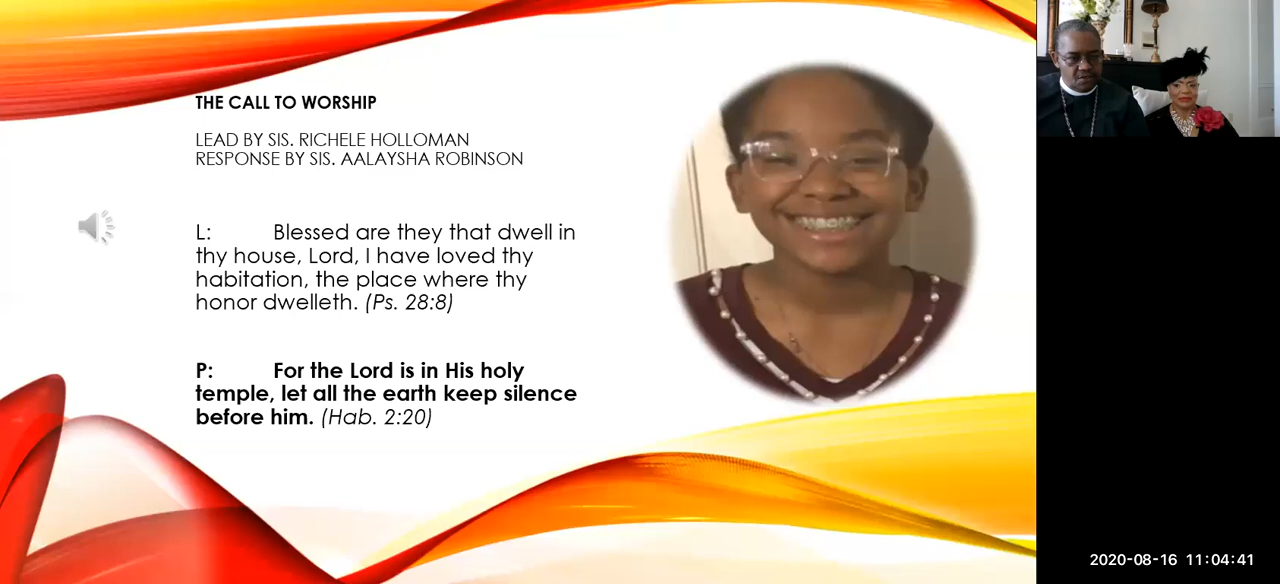 THE CALL TO WORSHIP
LEAD BY SIS. RICHELE HOLLOMAN
RESPONSE BY SIS. AALAYSHA ROBINSON
L: Blessed are they that dwell in
thy house, Lord, I have loved thy
habitation, the place where thy
honor dwelleth. (Ps. 28:8)
P: For the Lord is in His holy
temple, let all the earth keep silence
before him. (Hab. 2:20)
2020-08-16 11:04:41